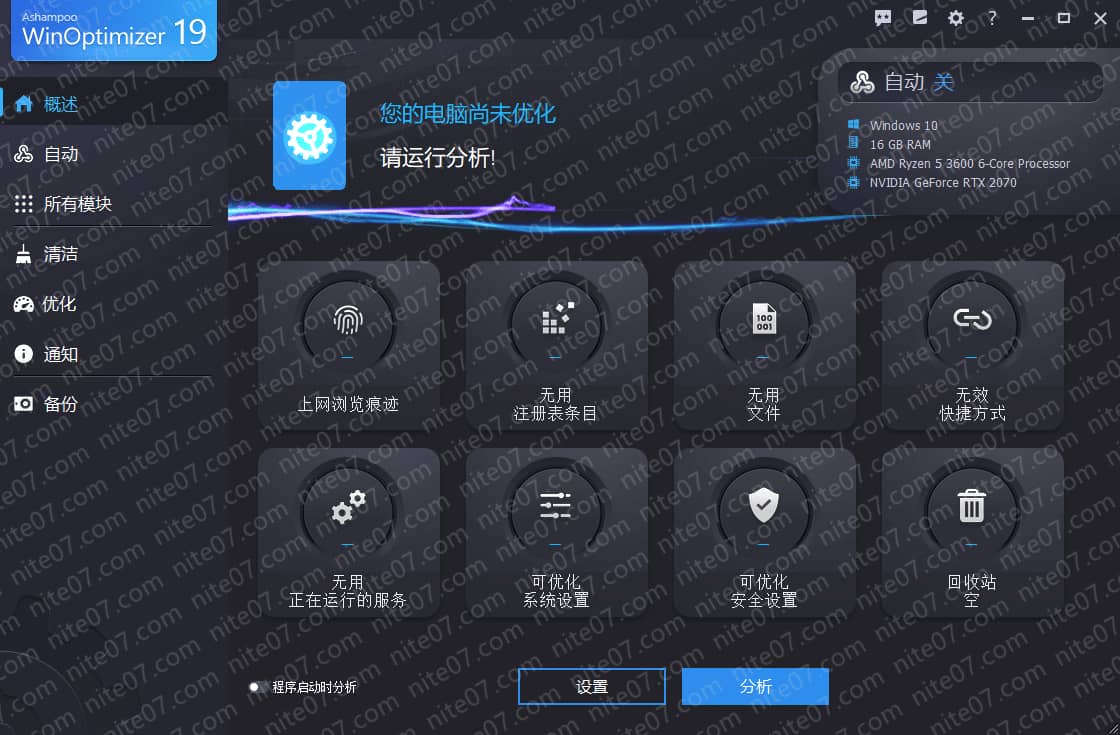 Ashampoo
WinOptimizer 19
?
概述
自动
所有模块
清洁
优化
通知
备份
您的电脑尚未优化
请运行分析!
自动 关
Windows 10
16 GB RAM
AMD Ryzen 5 3600 6-Core Processor
NVIDIA GeForce RTX 2070
上网浏览痕迹
无用
注册表条目
100
001
无用
文件
无效
快捷方式
无用
正在运行的服务
可优化
系统设置
可优化
安全设置
回收站
空
程序启动时分析
设置
分析
nite07.com